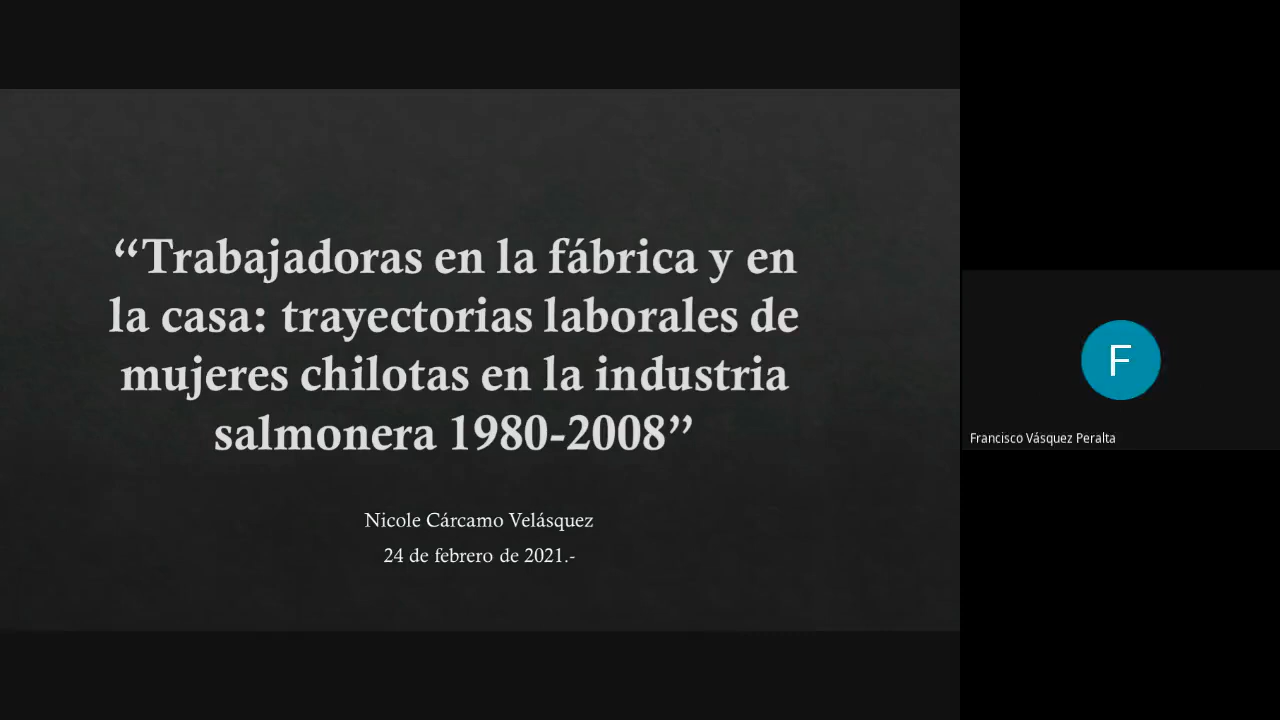 “Trabajadoras en la fábrica y en
la casa: trayectorias laborales de
mujeres chilotas en la industria
salmonera 1980-2008”
Nicole Cárcamo Velásquez
24 de febrero de 2021.-
F
Francisco Vásquez Peralta